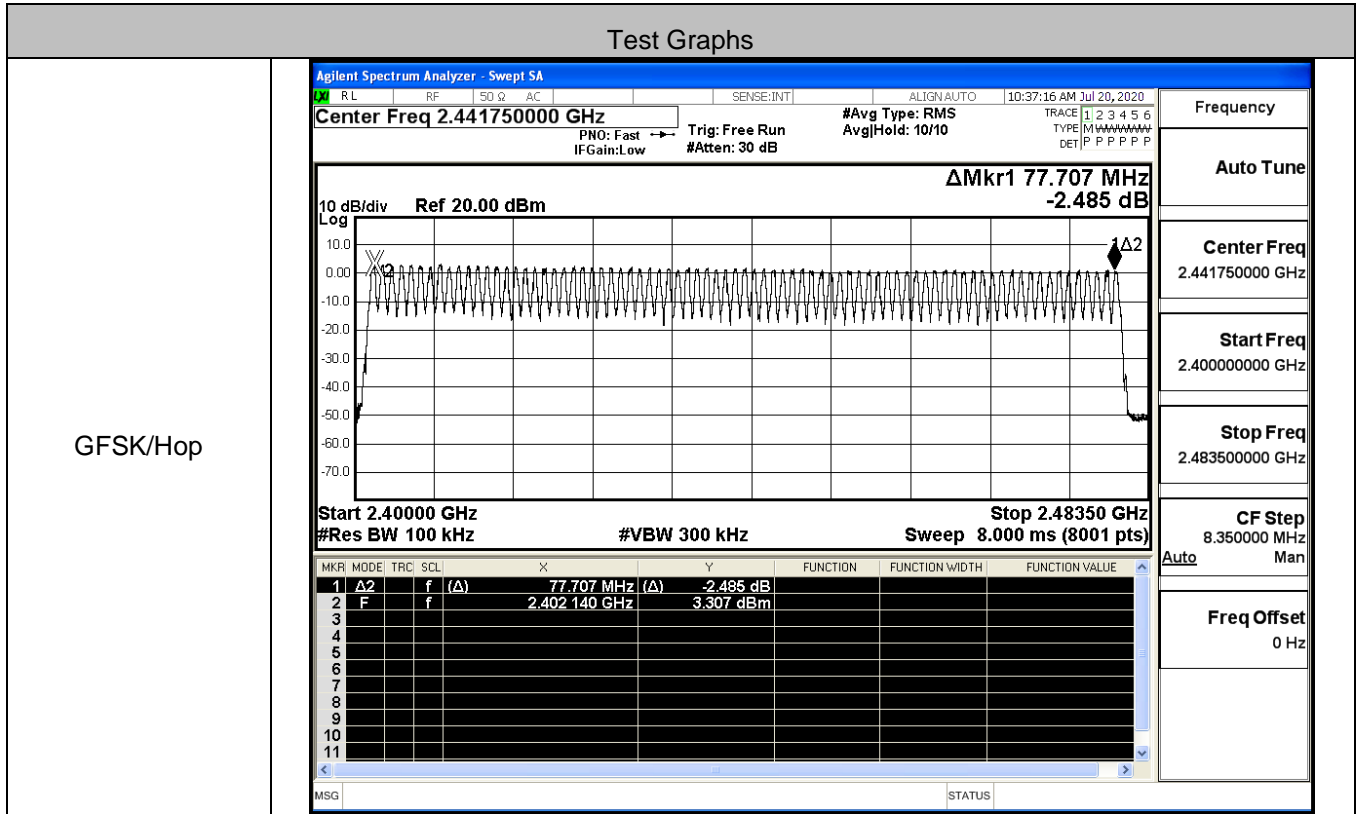 Test Graphs
GFSK/Hop
Agilent Spectrum Analyzer - Swept SA
LXI RL RF 50 Ω AC SENSE:INT ALIGN AUTO 10:37:16 AM Jul 20, 2020
Center Freq 2.441750000 GHz
PNO: Fast Trig: Free Run
IFGain:Low #Atten: 30 dB
#Avg Type: RMS
Avg|Hold: 10/10
TRACE 1 2 3 4 5 6
TYPE MWWWWW
DET P P P P P P
ΔMkr1 77.707 MHz
-2.485 dB
10 dB/div Ref 20.00 dBm
Log
10.0
0.00
-10.0
-20.0
-30.0
-40.0
-50.0
-60.0
-70.0
2
1Δ2
Start 2.40000 GHz Stop 2.48350 GHz
#Res BW 100 kHz #VBW 300 kHz Sweep 8.000 ms (8001 pts)
MKR MODE TRC SCL X Y FUNCTION FUNCTION WIDTH FUNCTION VALUE
1 Δ2 f (Δ) 77.707 MHz (Δ) -2.485 dB
2 F f 2.402 140 GHz 3.307 dBm
3
4
5
6
7
8
9
10
11
MSG STATUS
Frequency
Auto Tune
Center Freq
2.441750000 GHz
Start Freq
2.400000000 GHz
Stop Freq
2.483500000 GHz
CF Step
8.350000 MHz
Auto Man
Freq Offset
0 Hz